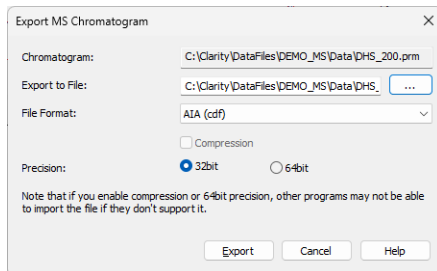 Export MS Chromatogram
Chromatogram: C:\Clarity\DataFiles\DEMO_MS\Data\DHS_200.prm
Export to File: C:\Clarity\DataFiles\DEMO_MS\Data\DHS_ ...
File Format: AIA (cdf)
Compression
Precision: 32bit 64bit
Note that if you enable compression or 64bit precision, other programs may not be able
to import the file if they don't support it.
Export Cancel Help